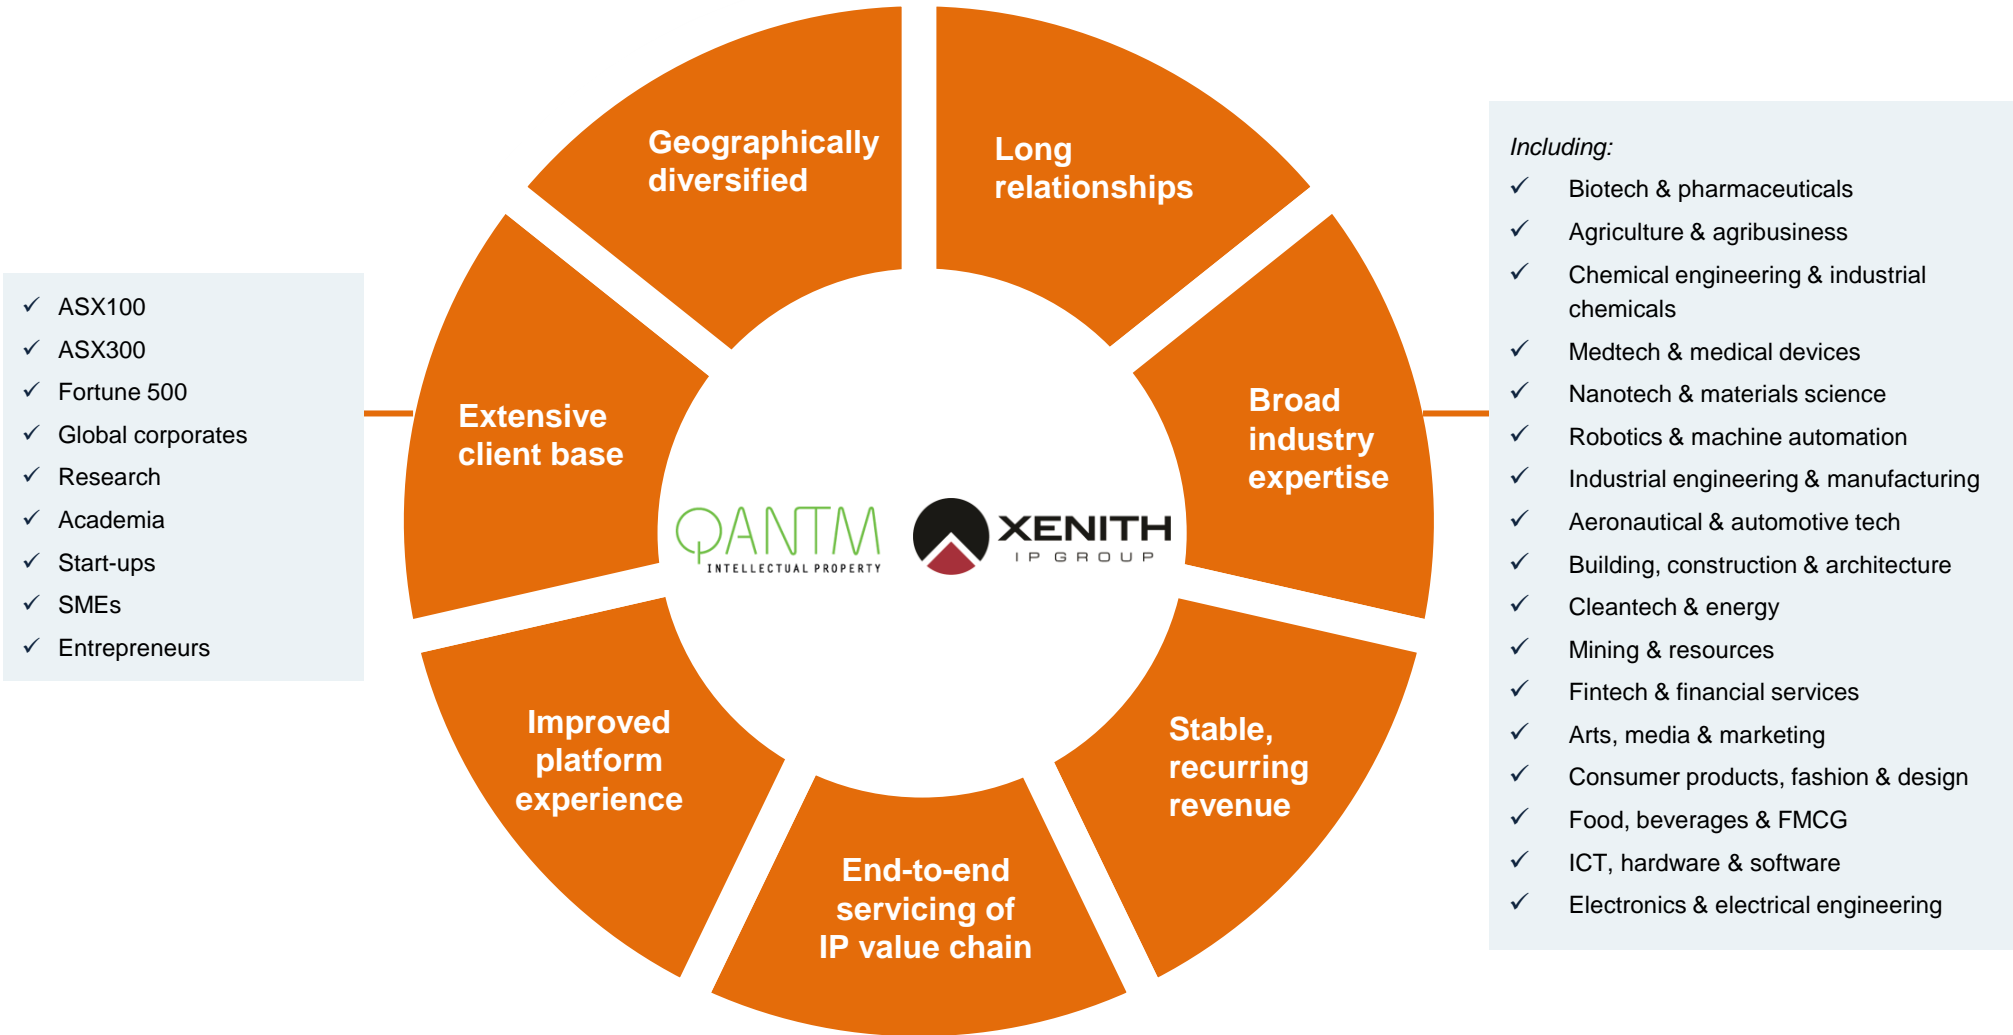 Geographically
diversified
Long
relationships
✓ ASX100
✓ ASX300
✓ Fortune 500
✓ Global corporates
✓ Research
✓ Academia
✓ Start-ups
✓ SMEs
✓ Entrepreneurs
Extensive
client base
Broad
industry
expertise
QANTM
INTELLECTUAL PROPERTY
XENITH
IP GROUP
Improved
platform
experience
Stable,
recurring
revenue
End-to-end
servicing of
IP value chain
Including:
✓ Biotech & pharmaceuticals
✓ Agriculture & agribusiness
✓ Chemical engineering & industrial
chemicals
✓ Medtech & medical devices
✓ Nanotech & materials science
✓ Robotics & machine automation
✓ Industrial engineering & manufacturing
✓ Aeronautical & automotive tech
✓ Building, construction & architecture
✓ Cleantech & energy
✓ Mining & resources
✓ Fintech & financial services
✓ Arts, media & marketing
✓ Consumer products, fashion & design
✓ Food, beverages & FMCG
✓ ICT, hardware & software
✓ Electronics & electrical engineering